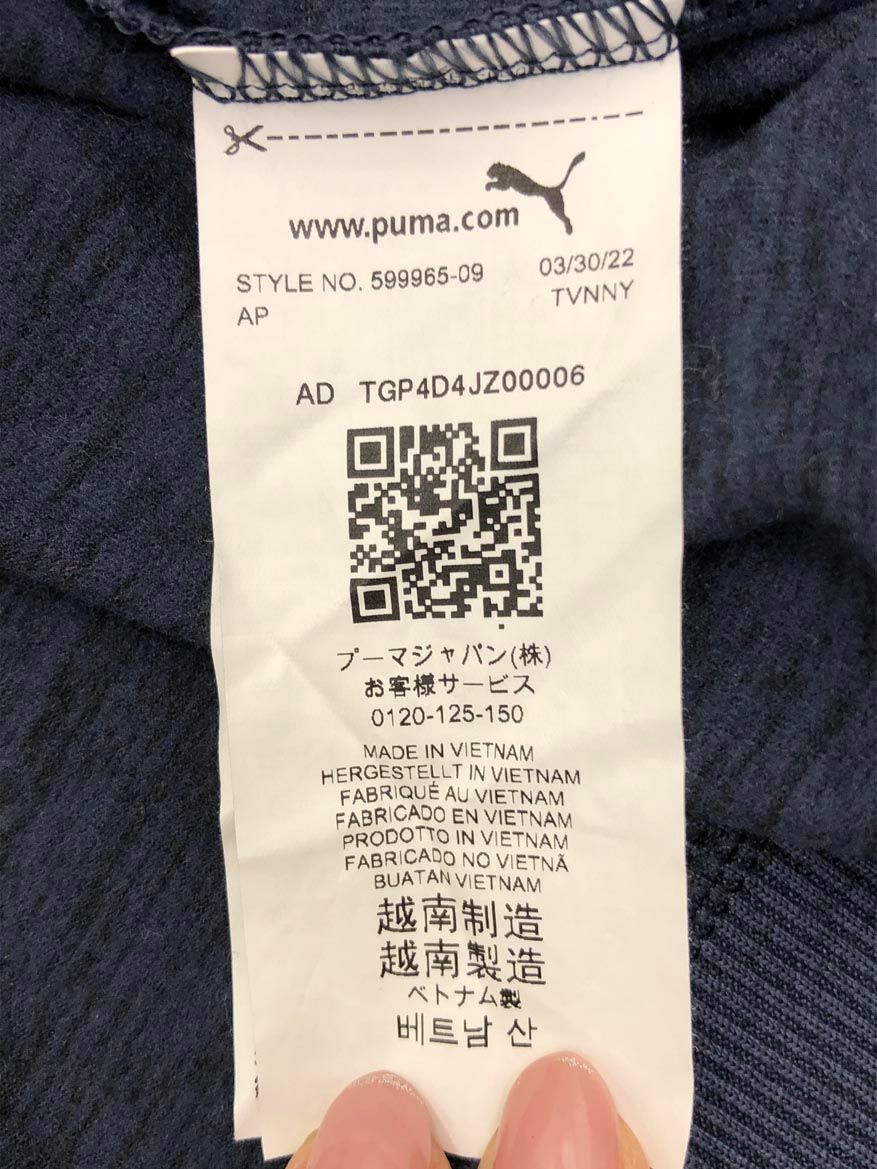 www.puma.com
STYLE NO. 599965-09 03/30/22
AP TVNNY
AD TGP4D4JZ00006
プーマジャパン(株)
お客様サービス
0120-125-150
MADE IN VIETNAM
HERGESTELLT IN VIETNAM
FABRIQUÉ AU VIETNAM
FABRICADO EN VIETNAM
PRODOTTO IN VIETNAM
FABRICADO NO VIETNÃ
BUATAN VIETNAM
越南制造
越南製造
ベトナム製
베트남 산